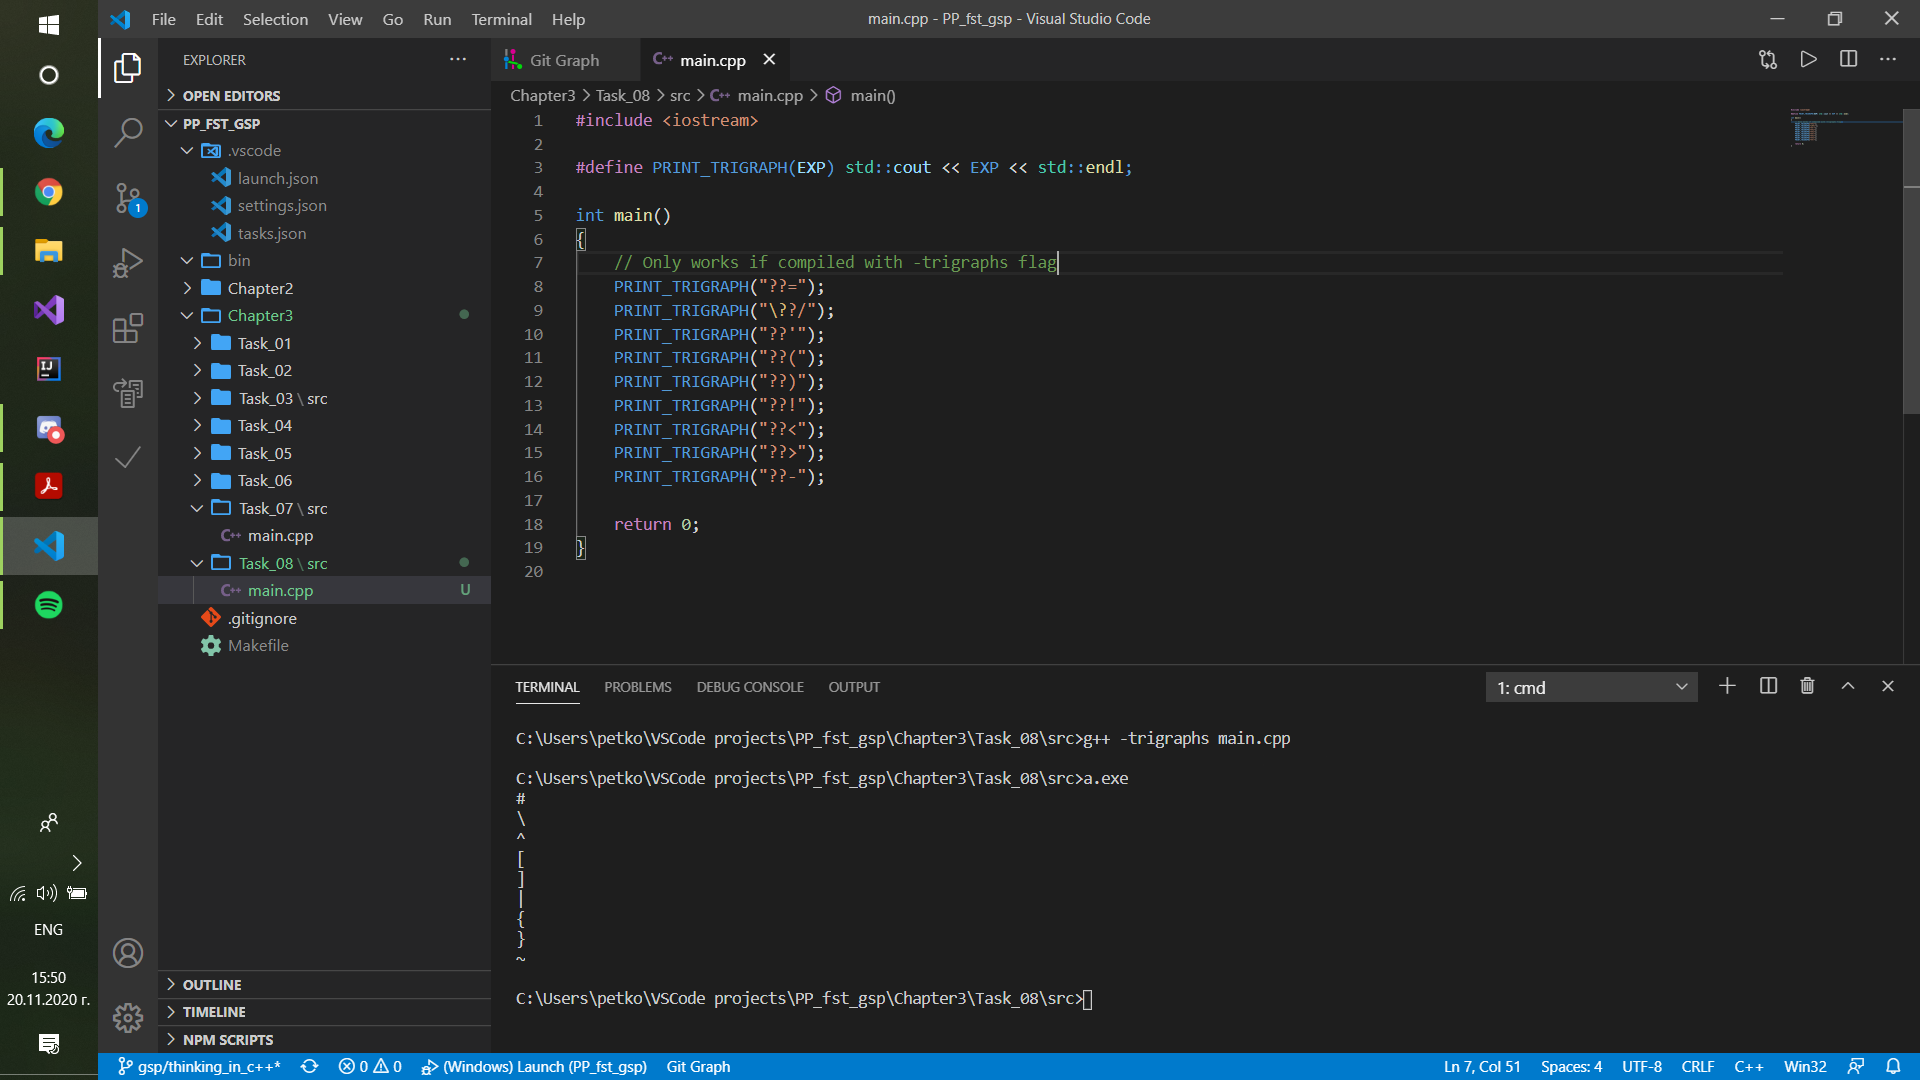 File Edit Selection View Go Run Terminal Help
main.cpp - PP_fst_gsp - Visual Studio Code
EXPLORER
OPEN EDITORS
PP_FST_GSP
.vscode
launch.json
settings.json
tasks.json
bin
Chapter2
Chapter3
Task_01
Task_02
Task_03 \ src
Task_04
Task_05
Task_06
Task_07 \ src
C++ main.cpp
Task_08 \ src
C++ main.cpp U
.gitignore
Makefile
OUTLINE
TIMELINE
NPM SCRIPTS
1
IJ
Git Graph
C++ main.cpp
Chapter3 > Task_08 > src > C++ main.cpp > main()
1 #include <iostream>
2
3 #define PRINT_TRIGRAPH(EXP) std::cout << EXP << std::endl;
4
5 int main()
6 {
7 // Only works if compiled with -trigraphs flag
8 PRINT_TRIGRAPH("??=");
9 PRINT_TRIGRAPH("\??/");
10 PRINT_TRIGRAPH("??'");
11 PRINT_TRIGRAPH("??(");
12 PRINT_TRIGRAPH("??)");
13 PRINT_TRIGRAPH("??!");
14 PRINT_TRIGRAPH("??<");
15 PRINT_TRIGRAPH("??>");
16 PRINT_TRIGRAPH("??-");
17
18 return 0;
19 }
20
TERMINAL PROBLEMS DEBUG CONSOLE OUTPUT
1: cmd
C:\Users\petko\VSCode projects\PP_fst_gsp\Chapter3\Task_08\src>g++ -trigraphs main.cpp
C:\Users\petko\VSCode projects\PP_fst_gsp\Chapter3\Task_08\src>a.exe
#
\
^
[
]
|
{
}
~
C:\Users\petko\VSCode projects\PP_fst_gsp\Chapter3\Task_08\src>
ENG
15:50
20.11.2020 г.
gsp/thinking_in_c++* 0 0 (Windows) Launch (PP_fst_gsp) Git Graph
Ln 7, Col 51 Spaces: 4 UTF-8 CRLF C++ Win32